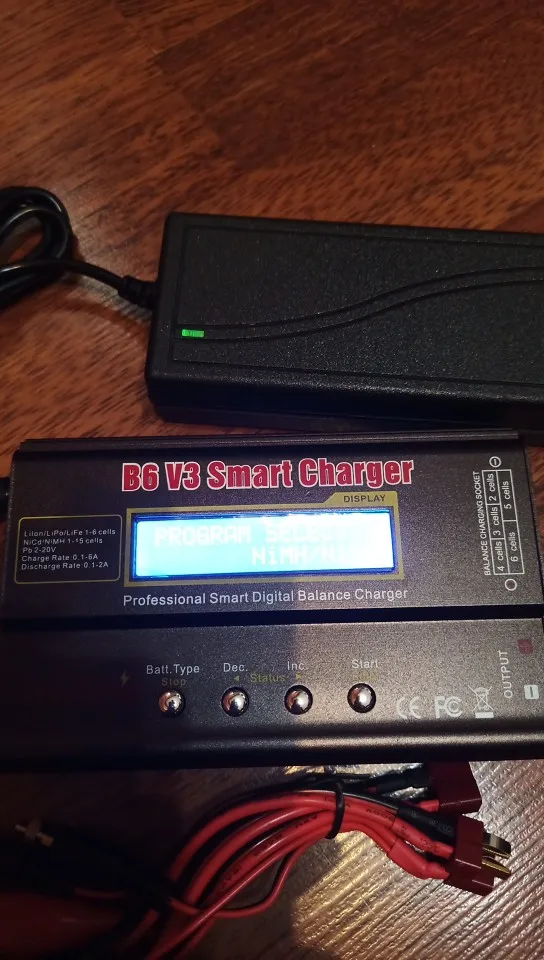 B6 V3 Smart Charger
DISPLAY
LiIon/LiPo/LiFe 1-6 cells
NiCd/NiMH 1-15 cells
Pb 2-20V
Charge Rate: 0.1-6A
Discharge Rate: 0.1-2A
PROGRAM SELE
NiMH/N
BALANCE CHARGING SOCKET
2 cells
3 cells
4 cells
5 cells
6 cells
Professional Smart Digital Balance Charger
Batt.Type
Stop
Dec.
Inc.
Status
Start
CE FC
OUTPUT